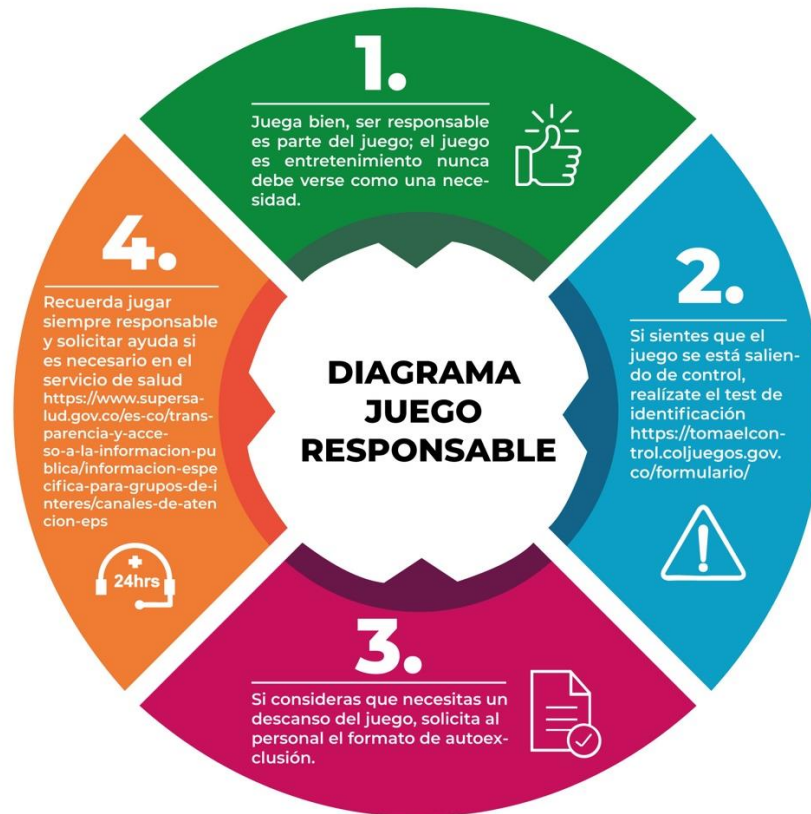 1.
Juega bien, ser responsable
es parte del juego; el juego
es entretenimiento nunca
debe verse como una nece-
sidad.
2.
Si sientes que el
juego se está salien-
do de control,
realízate el test de
identificación
https://tomaelcon-
trol.coljuegos.gov.
co/formulario/
3.
Si consideras que necesitas un
descanso del juego, solicita al
personal el formato de autoex-
clusión.
4.
Recuerda jugar
siempre responsable
y solicitar ayuda si
es necesario en el
servicio de salud
https://www.supersa-
lud.gov.co/es-co/trans-
parencia-y-acce-
so-a-la-informacion-pu
blica/informacion-espe
cifica-para-grupos-de-i
nteres/canales-de-aten
cion-eps
24hrs
DIAGRAMA
JUEGO
RESPONSABLE